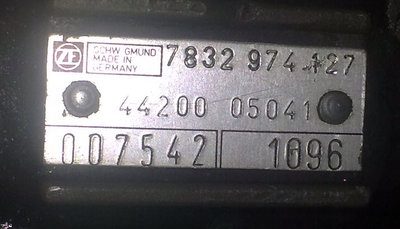 ZF SCHW. GMUND MADE IN GERMANY 7832 974 127
44200 05041
007542 1096